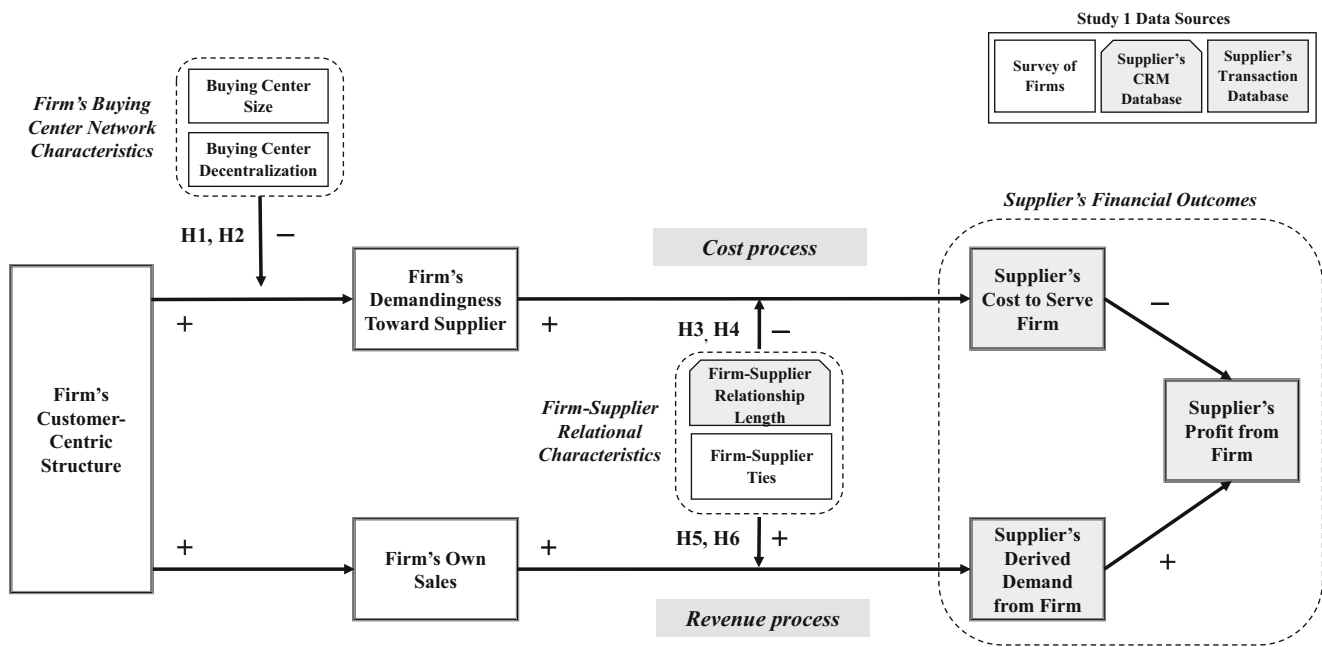 Study 1 Data Sources
Survey of
Firms
Supplier's
CRM
Database
Supplier's
Transaction
Database
Firm's Buying
Center Network
Characteristics
Buying Center
Size
Buying Center
Decentralization
H1, H2
−
Supplier's Financial Outcomes
Cost process
Firm's
Customer-
Centric
Structure
+
Firm's
Demandingness
Toward Supplier
+
H3, H4
−
Supplier's
Cost to Serve
Firm
−
Firm-Supplier
Relational
Characteristics
Firm-Supplier
Relationship
Length
Firm-Supplier
Ties
Supplier's
Profit from
Firm
H5, H6
+
+
Firm's Own
Sales
+
Supplier's
Derived
Demand
from Firm
+
Revenue process